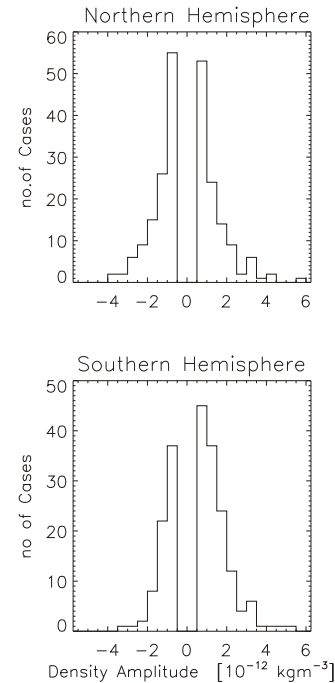 Northern Hemisphere
60
50
40
30
20
10
0
no.of Cases
−4 −2 0 2 4 6
Southern Hemisphere
50
40
30
20
10
0
no of Cases
−4 −2 0 2 4 6
Density Amplitude [10⁻¹² kgm⁻³]